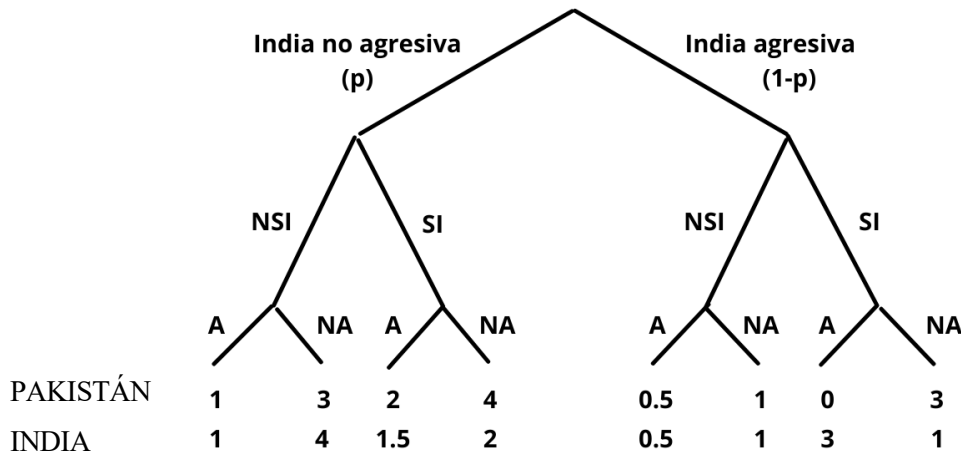 India no agresiva
(p)
India agresiva
(1-p)
NSI
SI
NSI
SI
A
NA
A
NA
A
NA
A
NA
PAKISTÁN 1 3 2 4 0.5 1 0 3
INDIA 1 4 1.5 2 0.5 1 3 1